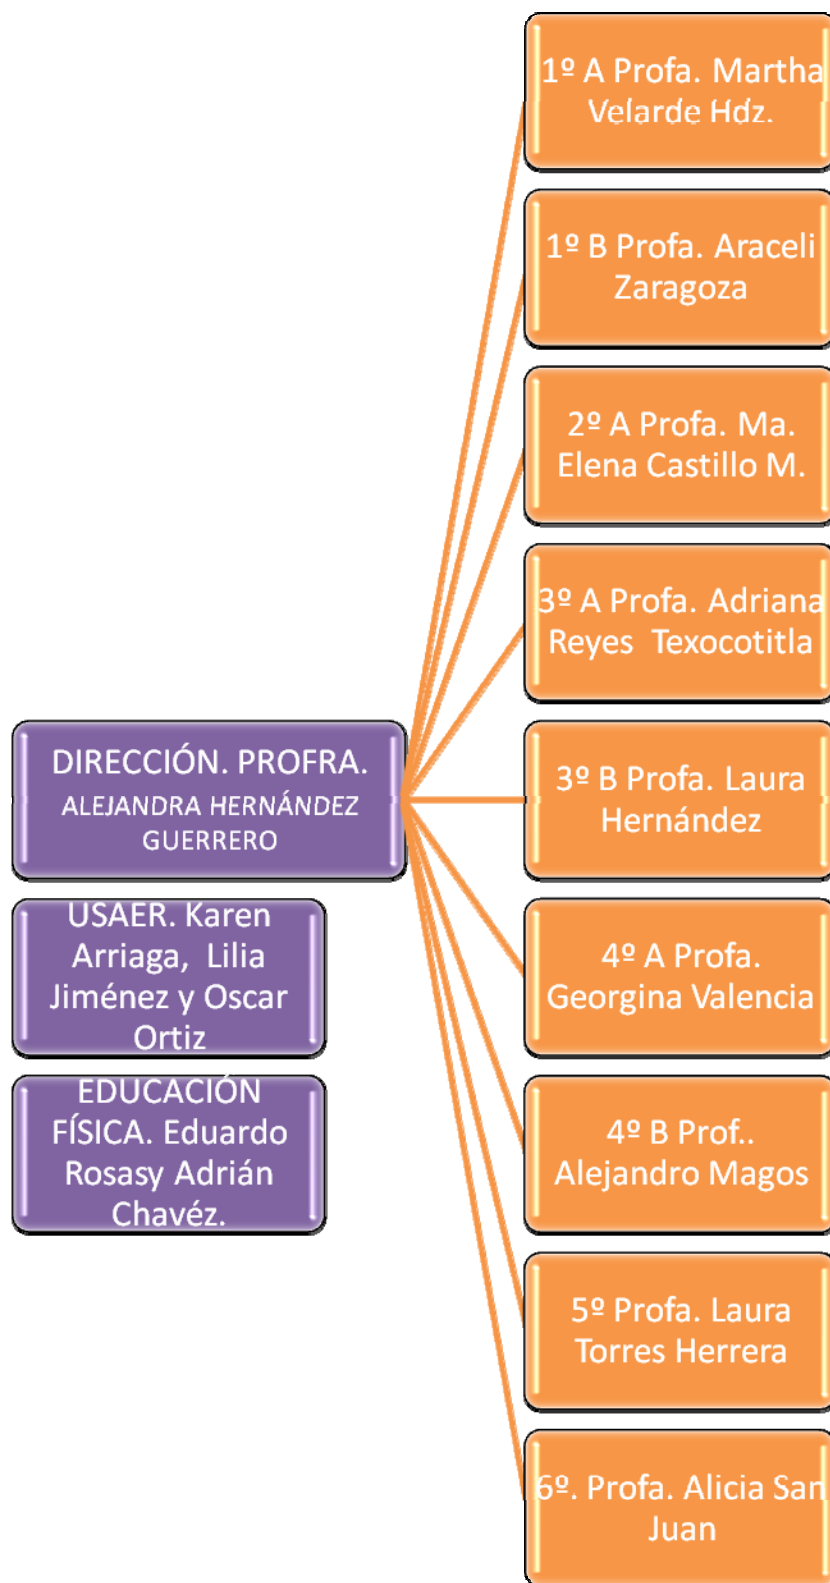 1º A Profa. Martha
Velarde Hdz.
1º B Profa. Araceli
Zaragoza
2º A Profa. Ma.
Elena Castillo M.
3º A Profa. Adriana
Reyes  Texocotitla
DIRECCIÓN. PROFRA.
ALEJANDRA HERNÁNDEZ
GUERRERO
3º B Profa. Laura
Hernández
USAER. Karen
Arriaga,  Lilia
Jiménez y Oscar
Ortiz
4º A Profa.
Georgina Valencia
EDUCACIÓN
FÍSICA. Eduardo
Rosasy Adrián
Chavéz.
4º B Prof..
Alejandro Magos
5º Profa. Laura
Torres Herrera
6º. Profa. Alicia San
Juan